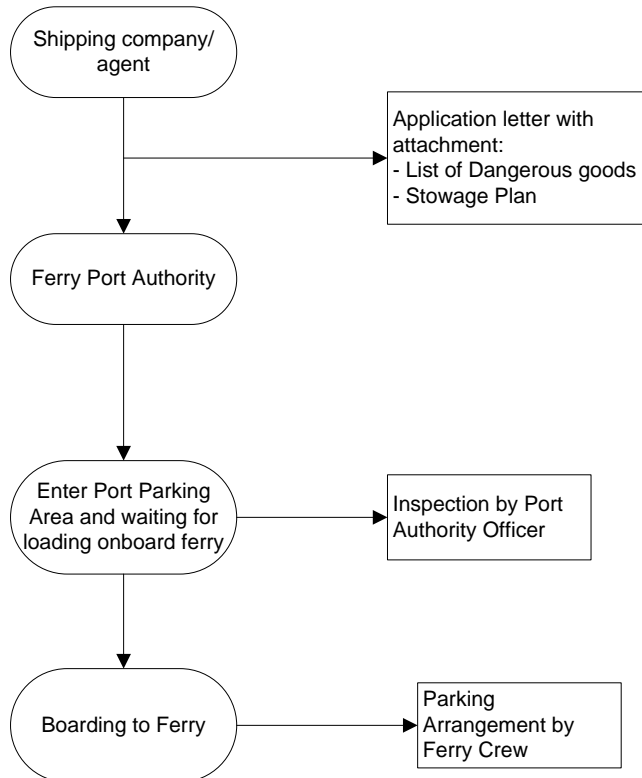 Shipping company/
agent
Application letter with
attachment:
- List of Dangerous goods
- Stowage Plan
Ferry Port Authority
Enter Port Parking
Area and waiting for
loading onboard ferry
Inspection by Port
Authority Officer
Boarding to Ferry
Parking
Arrangement by
Ferry Crew